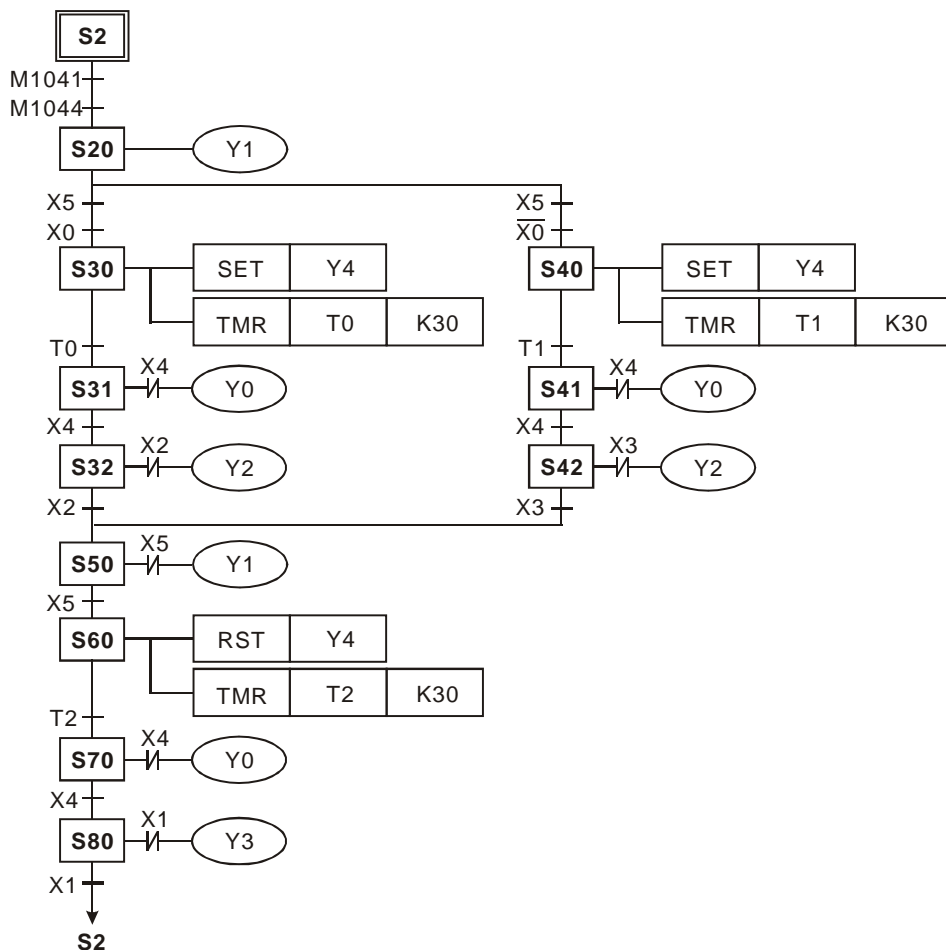 S2
M1041
M1044
S20 Y1
X5 X5
X0 X̅0̅
S30 SET Y4 S40 SET Y4
TMR T0 K30 TMR T1 K30
T0 T1
X4 X4
S31 Y0 S41 Y0
X4 X4
X2 X3
S32 Y2 S42 Y2
X2 X3
X5
S50 Y1
X5
S60 RST Y4
TMR T2 K30
T2
X4
S70 Y0
X4
X1
S80 Y3
X1
S2